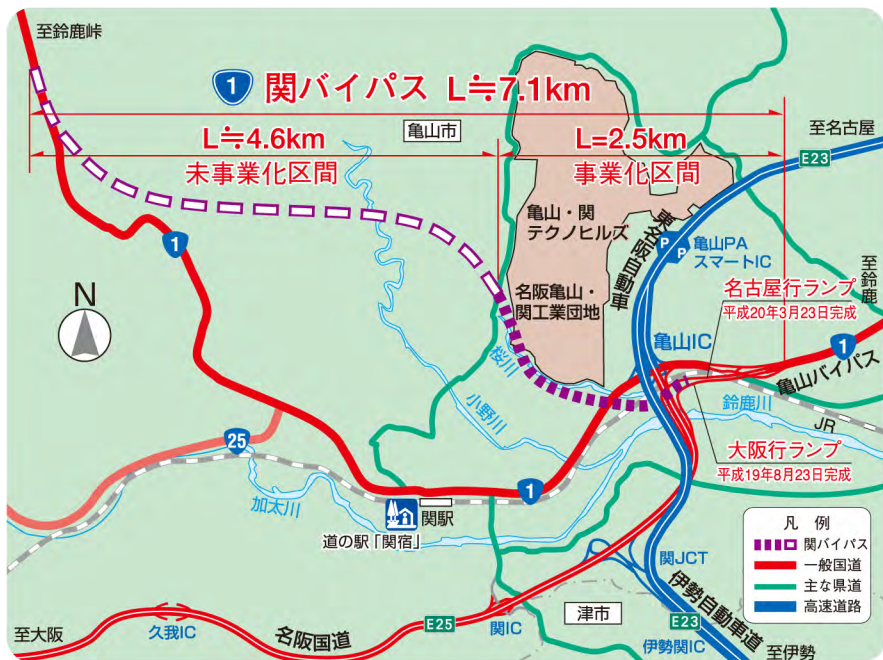 至鈴鹿峠
1 関バイパス L≒7.1km
亀山市
至名古屋
L≒4.6km
未事業化区間
L=2.5km
事業化区間
E23
亀山・関
テクノヒルズ
東名阪自動車
P
P
亀山PA
スマートIC
至鈴鹿
1
N
名阪亀山・
関工業団地
名古屋行ランプ
平成20年3月23日完成
亀山IC
1
亀山バイパス
桜川
小野川
鈴鹿川
JR
25
大阪行ランプ
平成19年8月23日完成
加太川
1
関駅
道の駅「関宿」
凡 例
関バイパス
一般国道
主な県道
高速道路
関JCT
伊勢自動車道
至大阪
久我IC
名阪国道
E25
関IC
津市
E23
伊勢関IC
至伊勢